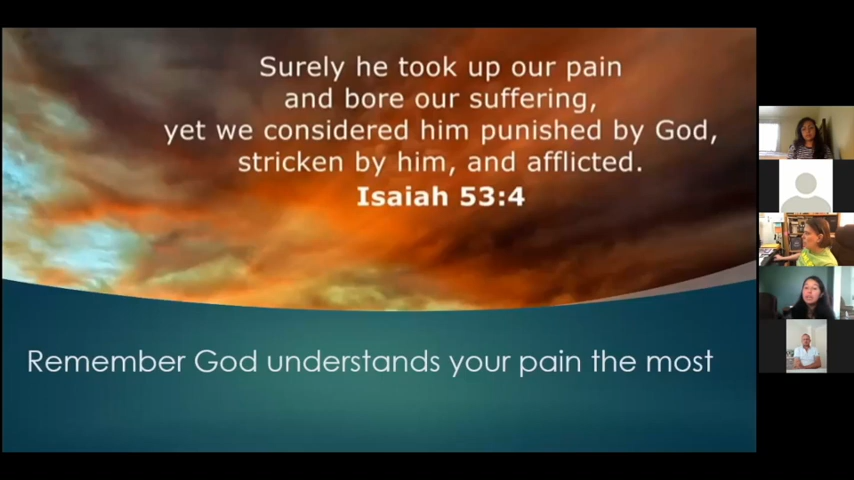 Surely he took up our pain
and bore our suffering,
yet we considered him punished by God,
stricken by him, and afflicted.
Isaiah 53:4
Remember God understands your pain the most